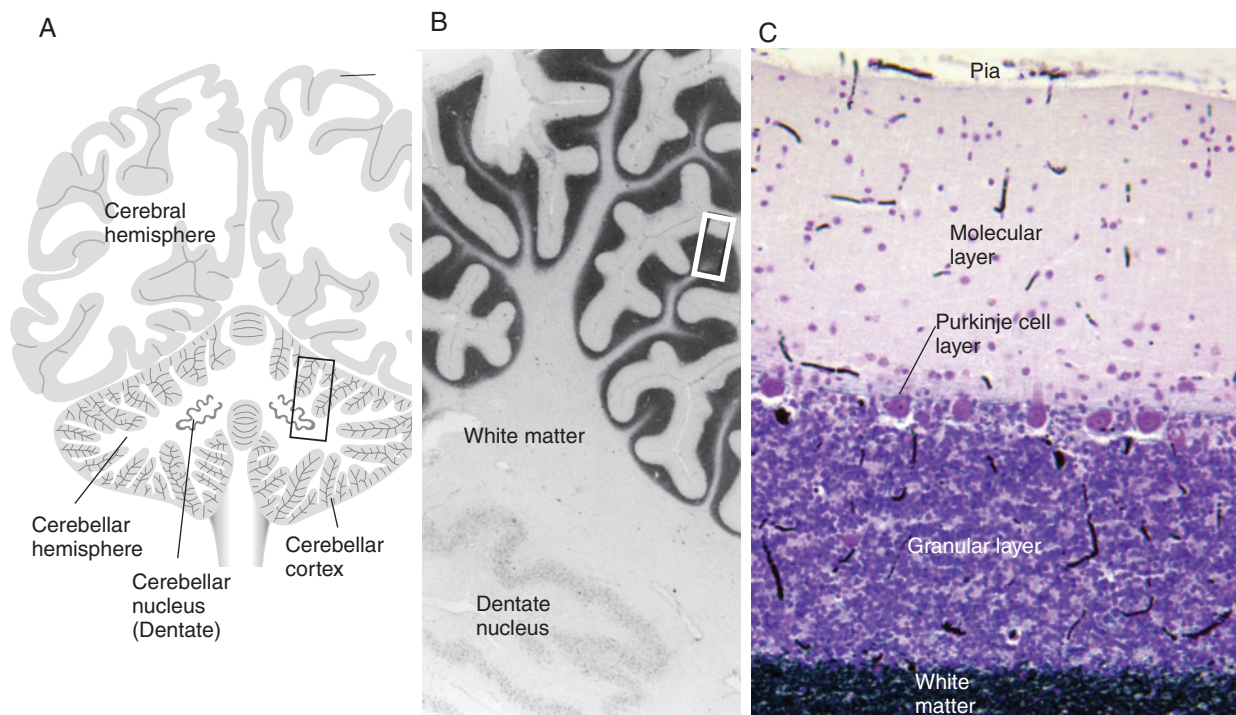 A
Cerebral
hemisphere
Cerebellar
hemisphere
Cerebellar
nucleus
(Dentate)
Cerebellar
cortex
B
White matter
Dentate
nucleus
C
Pia
Molecular
layer
Purkinje cell
layer
Granular layer
White
matter